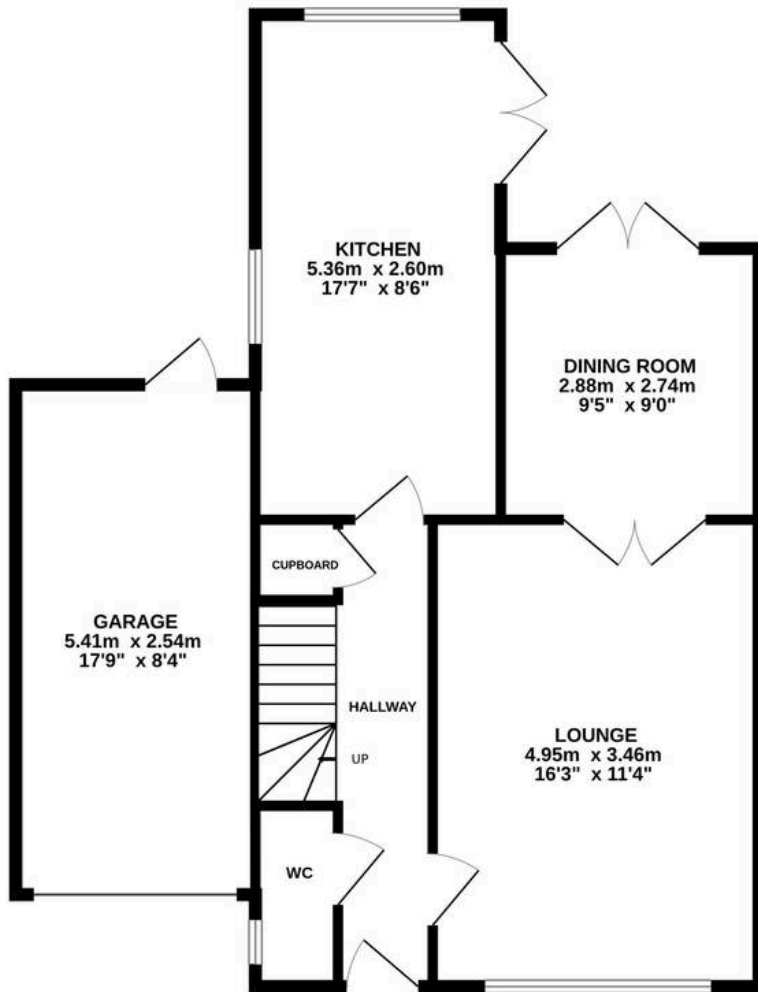 KITCHEN
5.36m x 2.60m
17'7" x 8'6"
DINING ROOM
2.88m x 2.74m
9'5" x 9'0"
CUPBOARD
GARAGE
5.41m x 2.54m
17'9" x 8'4"
HALLWAY
UP
LOUNGE
4.95m x 3.46m
16'3" x 11'4"
WC